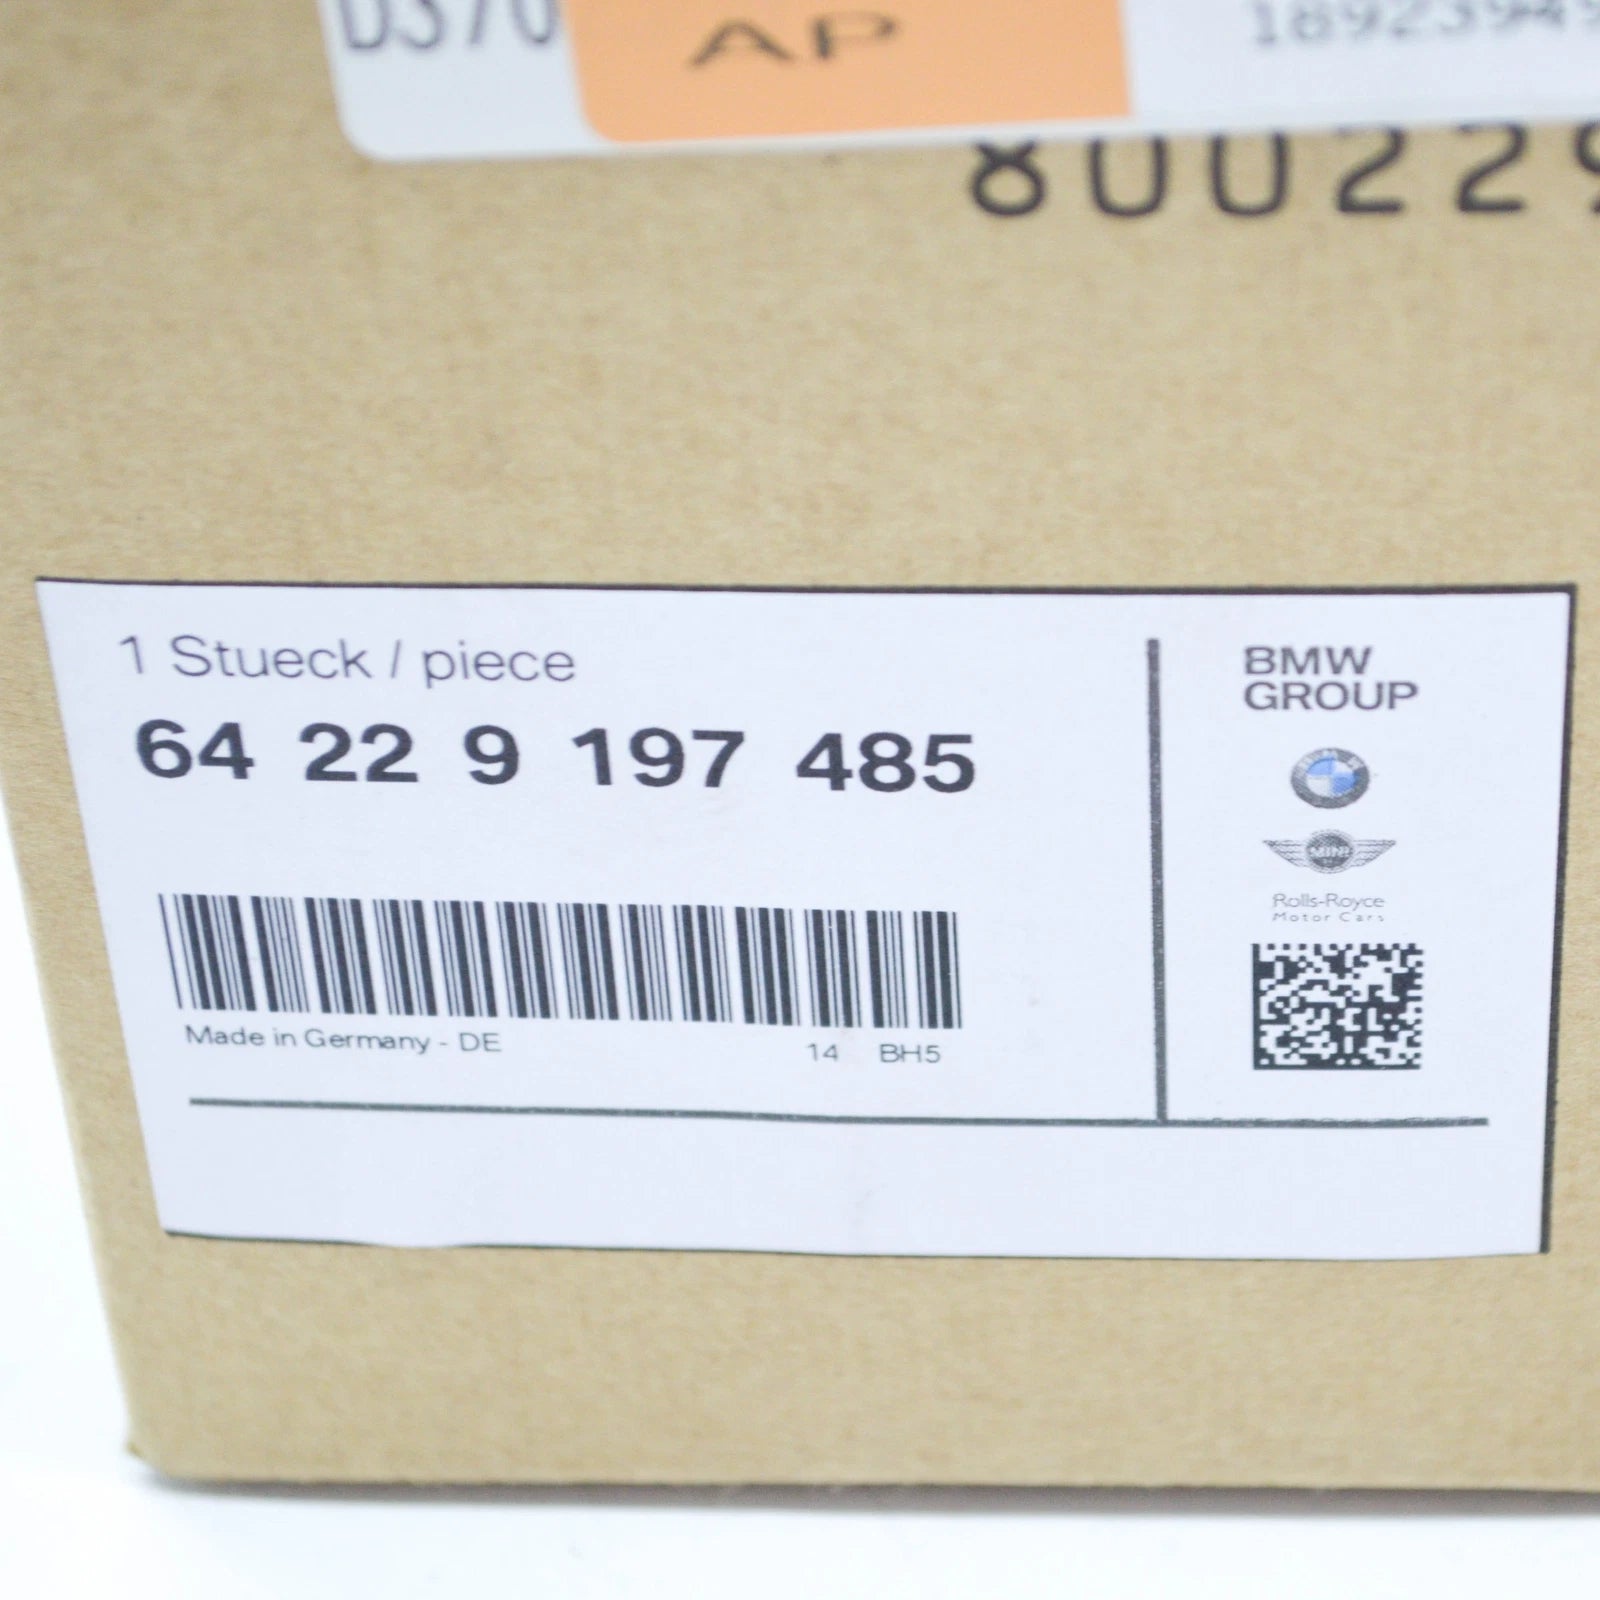 AP
1 Stueck / piece
64 22 9 197 485
Made in Germany - DE
14 BH5
BMW
GROUP
MINI
Rolls-Royce
Motor Cars